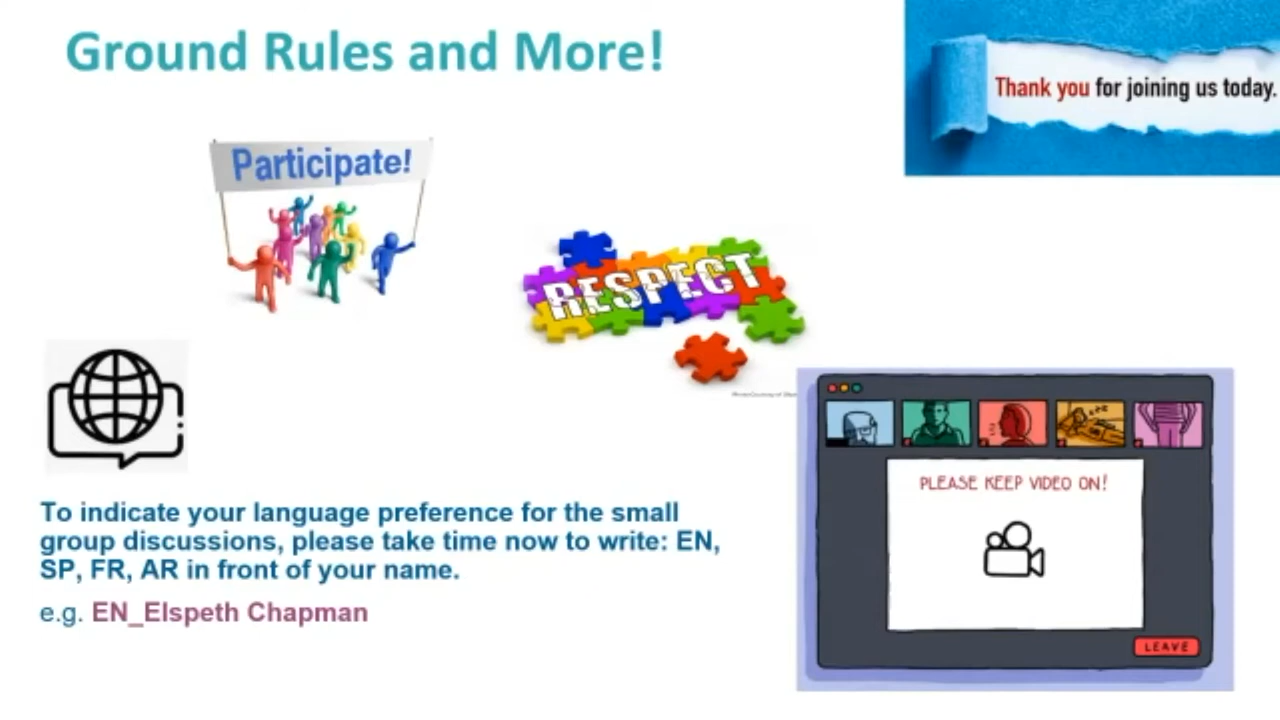 Ground Rules and More!
Thank you for joining us today.
Participate!
RESPECT
PLEASE KEEP VIDEO ON!
LEAVE
To indicate your language preference for the small
group discussions, please take time now to write: EN,
SP, FR, AR in front of your name.
e.g. EN_Elspeth Chapman